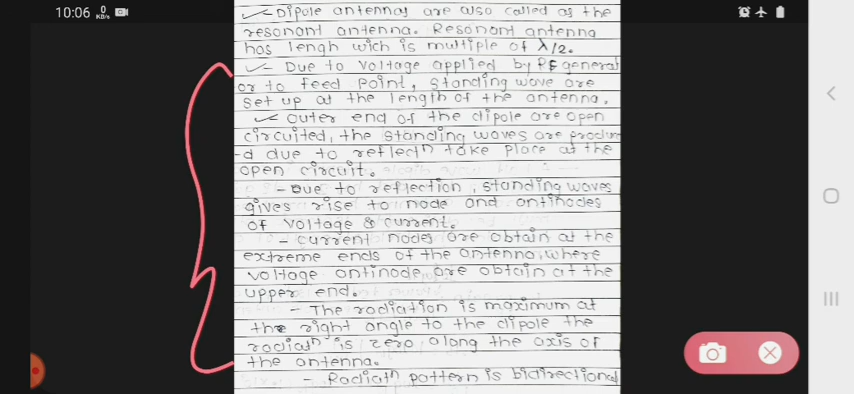 10:06 0 KB/s
✓- Dipole antennas are also called as the
resonant antenna. Resonant antenna
has lengh wich is multiple of λ/2.
✓- Due to voltage applied by RF generat
or to feed point, standing wave are
set up at the length of the antenna.
✓ outer end of the dipole are open
circuited, the standing waves are produc
-d due to reflecⁿ take place at the
open circuit.
- Due to reflection, standing waves
gives rise to node and antinodes
of voltage & current.
- current nodes are obtain at the
extreme ends of the antenna, where
voltage antinode are obtain at the
upper end.
- The radiation is maximum at
the right angle to the dipole the
radiaⁿ is zero along the axis of
the antenna.
- Radiatⁿ pattern is bidirectional